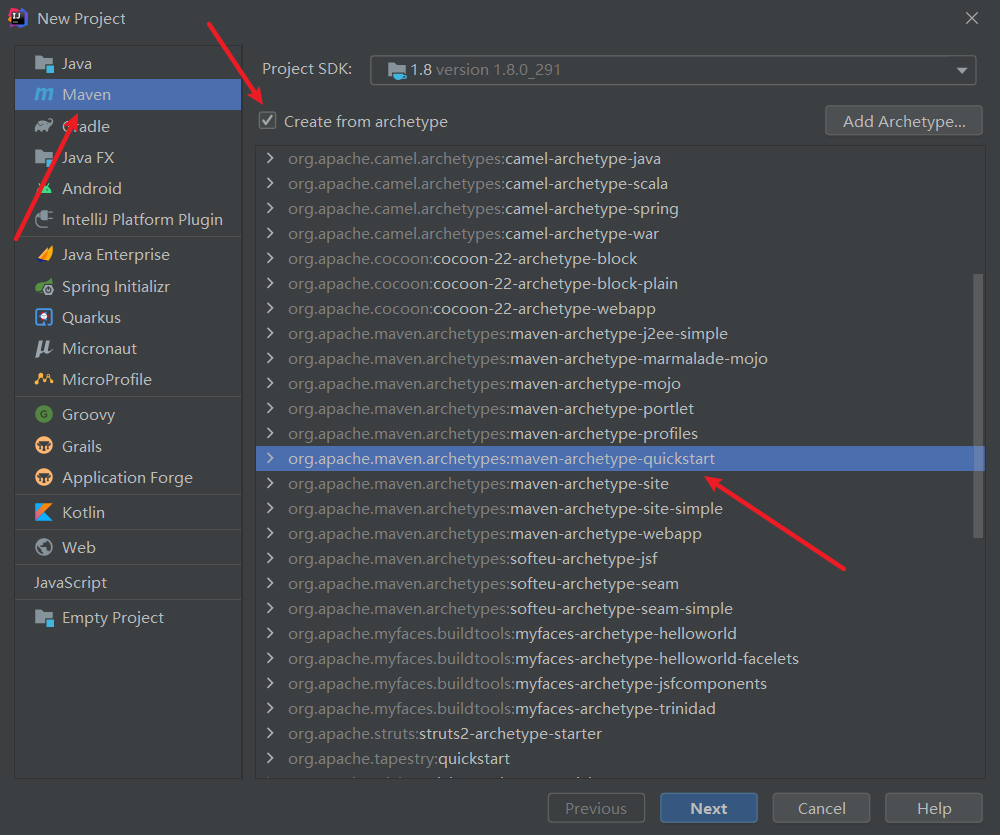 New Project
Java
Maven
Gradle
Java FX
Android
IntelliJ Platform Plugin
Java Enterprise
Spring Initializr
Quarkus
Micronaut
MicroProfile
Groovy
Grails
Application Forge
Kotlin
Web
JavaScript
Empty Project
Project SDK: 1.8 version 1.8.0_291
Create from archetype
Add Archetype...
org.apache.camel.archetypes:camel-archetype-java
org.apache.camel.archetypes:camel-archetype-scala
org.apache.camel.archetypes:camel-archetype-spring
org.apache.camel.archetypes:camel-archetype-war
org.apache.cocoon:cocoon-22-archetype-block
org.apache.cocoon:cocoon-22-archetype-block-plain
org.apache.cocoon:cocoon-22-archetype-webapp
org.apache.maven.archetypes:maven-archetype-j2ee-simple
org.apache.maven.archetypes:maven-archetype-marmalade-mojo
org.apache.maven.archetypes:maven-archetype-mojo
org.apache.maven.archetypes:maven-archetype-portlet
org.apache.maven.archetypes:maven-archetype-profiles
org.apache.maven.archetypes:maven-archetype-quickstart
org.apache.maven.archetypes:maven-archetype-site
org.apache.maven.archetypes:maven-archetype-site-simple
org.apache.maven.archetypes:maven-archetype-webapp
org.apache.maven.archetypes:softeu-archetype-jsf
org.apache.maven.archetypes:softeu-archetype-seam
org.apache.maven.archetypes:softeu-archetype-seam-simple
org.apache.myfaces.buildtools:myfaces-archetype-helloworld
org.apache.myfaces.buildtools:myfaces-archetype-helloworld-facelets
org.apache.myfaces.buildtools:myfaces-archetype-jsfcomponents
org.apache.myfaces.buildtools:myfaces-archetype-trinidad
org.apache.struts:struts2-archetype-starter
org.apache.tapestry:quickstart
Previous
Next
Cancel
Help